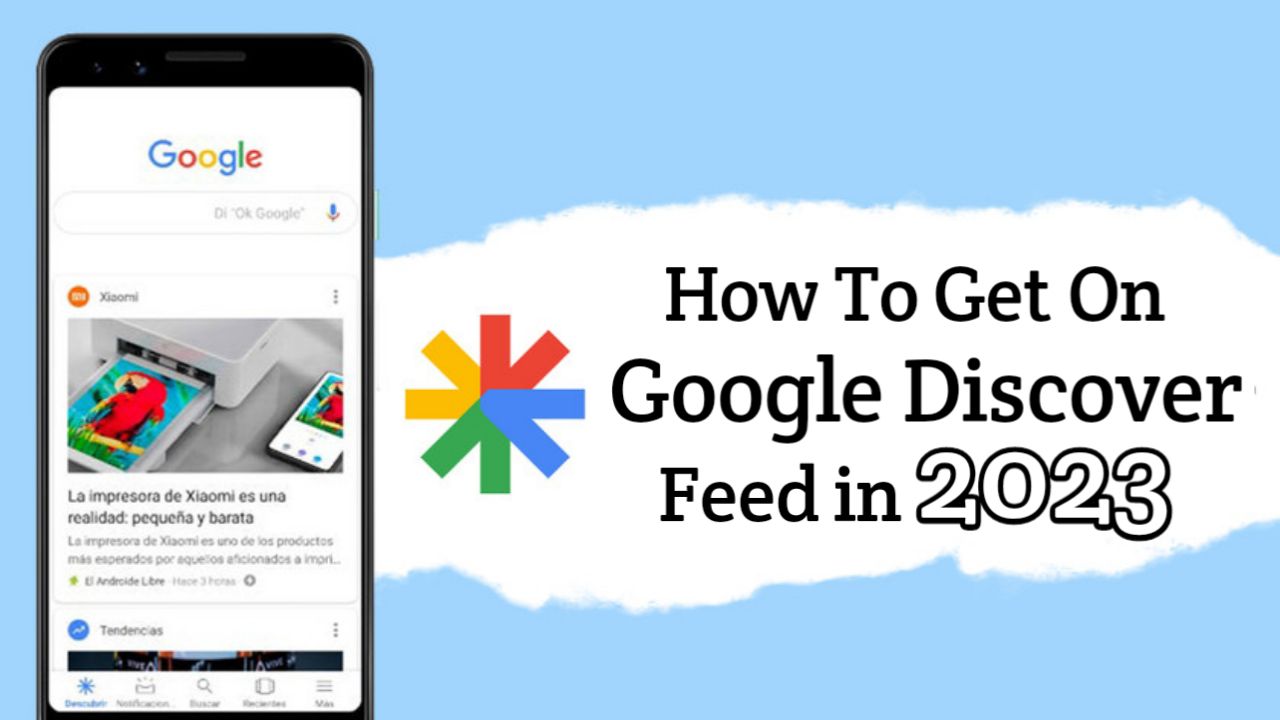 Google
Di "Ok Google"
Xiaomi
La impresora de Xiaomi es una
realidad: pequeña y barata
La impresora de Xiaomi es uno de los productos
más esperados por aquellos aficionados a impri...
El Androide Libre · Hace 3 horas
Tendencias
Descubrir Notificacion... Buscar Recientes Más
How To Get On
Google Discover
Feed in 2023